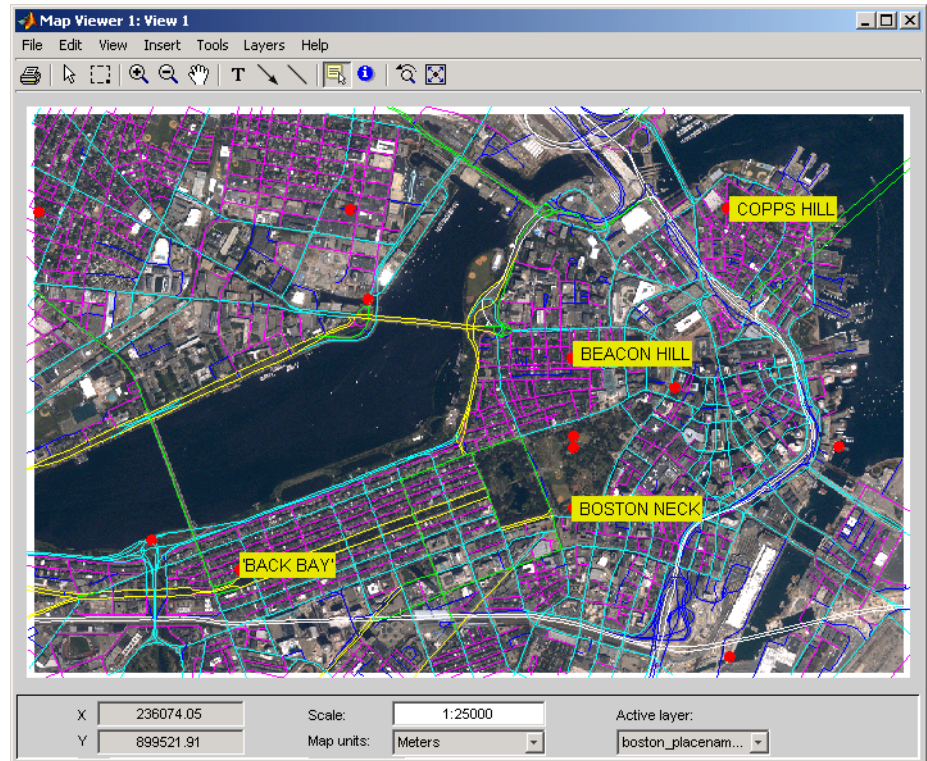 Map Viewer 1: View 1
File Edit View Insert Tools Layers Help
T
COPPS HILL
BEACON HILL
BOSTON NECK
'BACK BAY'
X 236074.05 Scale: 1:25000 Active layer:
Y 899521.91 Map units: Meters boston_placenam...